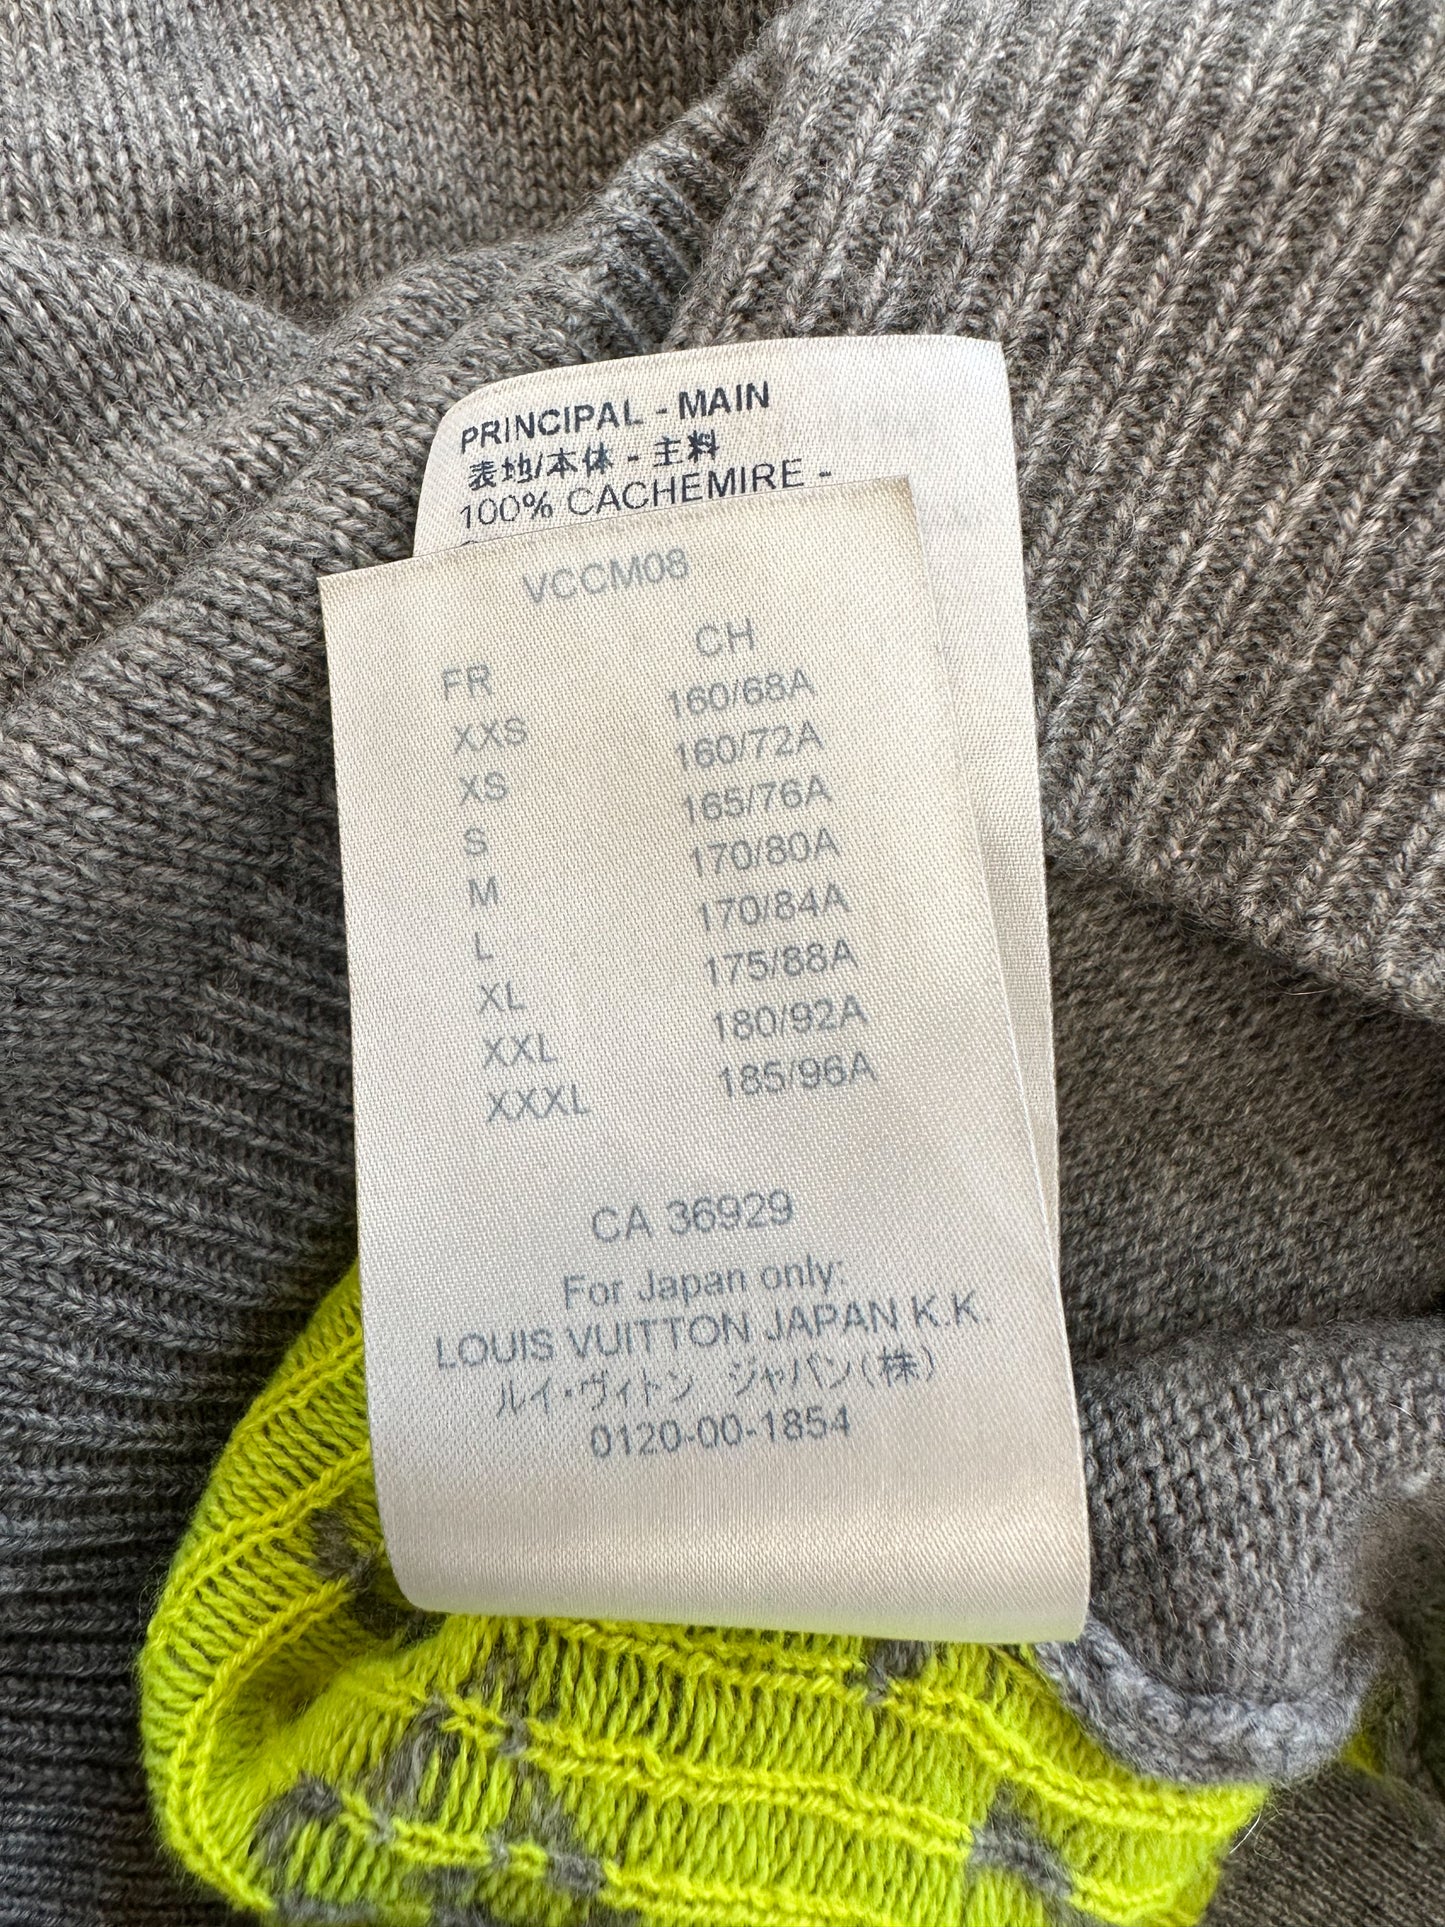 PRINCIPAL - MAIN
表地/本体 - 主料
100% CACHEMIRE -
VCCM08
FR CH
XXS 160/68A
XS 160/72A
S 165/76A
M 170/80A
L 170/84A
XL 175/88A
XXL 180/92A
XXXL 185/96A
CA 36929
For Japan only:
LOUIS VUITTON JAPAN K.K.
ルイ・ヴィトン ジャパン(株)
0120-00-1854